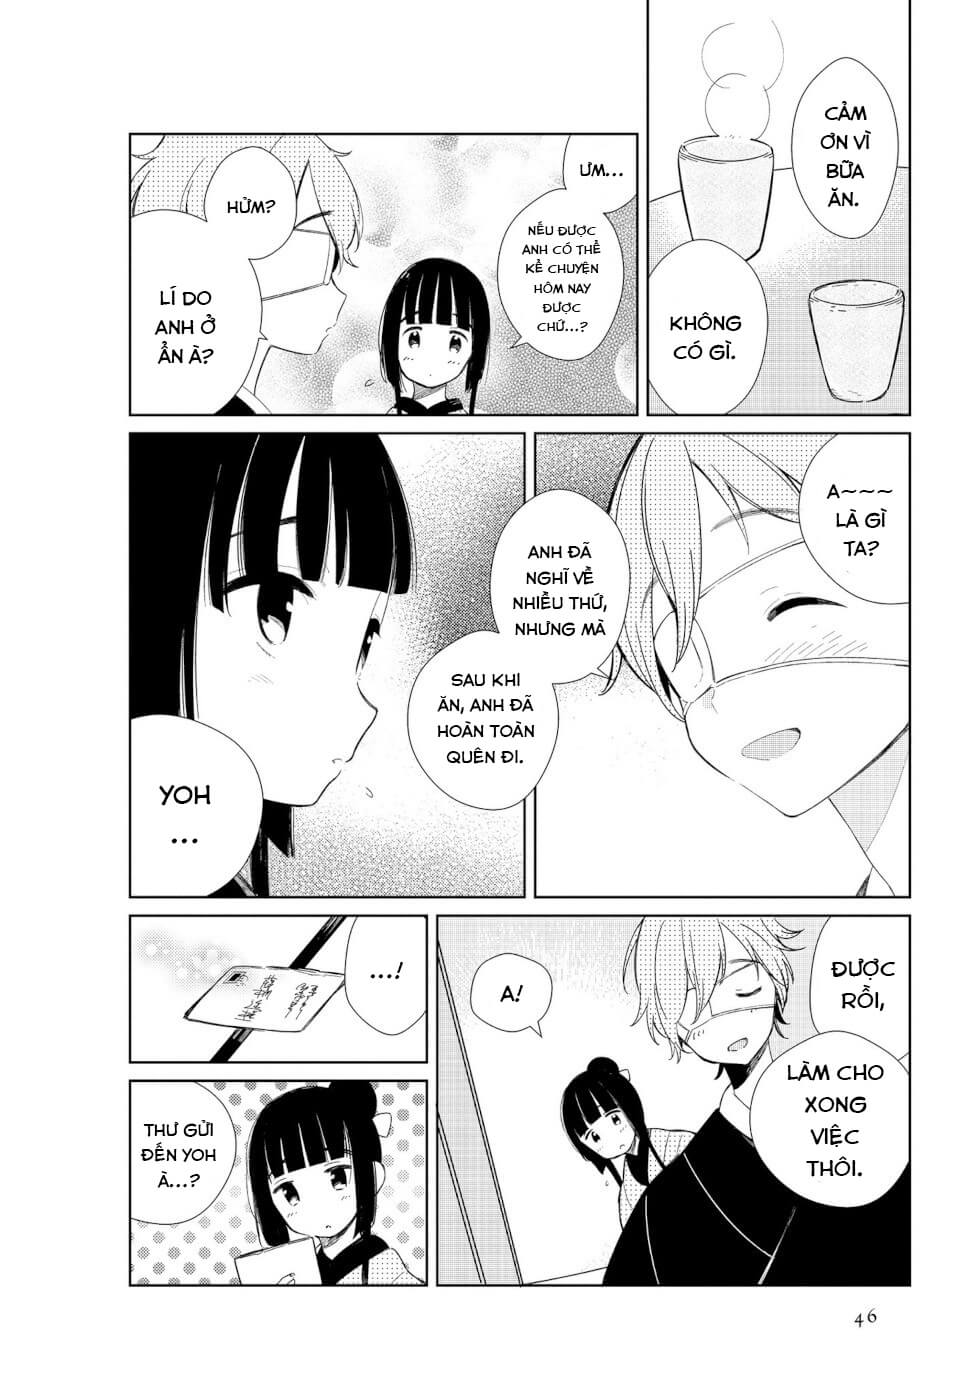 CẢM
ƠN VÌ
BỮA
ĂN.
KHÔNG
CÓ GÌ.
ƯM...
NẾU ĐƯỢC
ANH CÓ THỂ
KỂ CHUYỆN
HÔM NAY
ĐƯỢC
CHỨ...?
HỬM?
LÍ DO
ANH Ở
ẨN À?
A~~~
LÀ GÌ
TA?
ANH ĐÃ
NGHĨ VỀ
NHIỀU THỨ,
NHƯNG MÀ
SAU KHI
ĂN, ANH ĐÃ
HOÀN TOÀN
QUÊN ĐI.
YOH
...
ĐƯỢC
RỒI,
LÀM CHO
XONG
VIỆC
THÔI.
A!
...!
THƯ GỬI
ĐẾN YOH
À...?
46